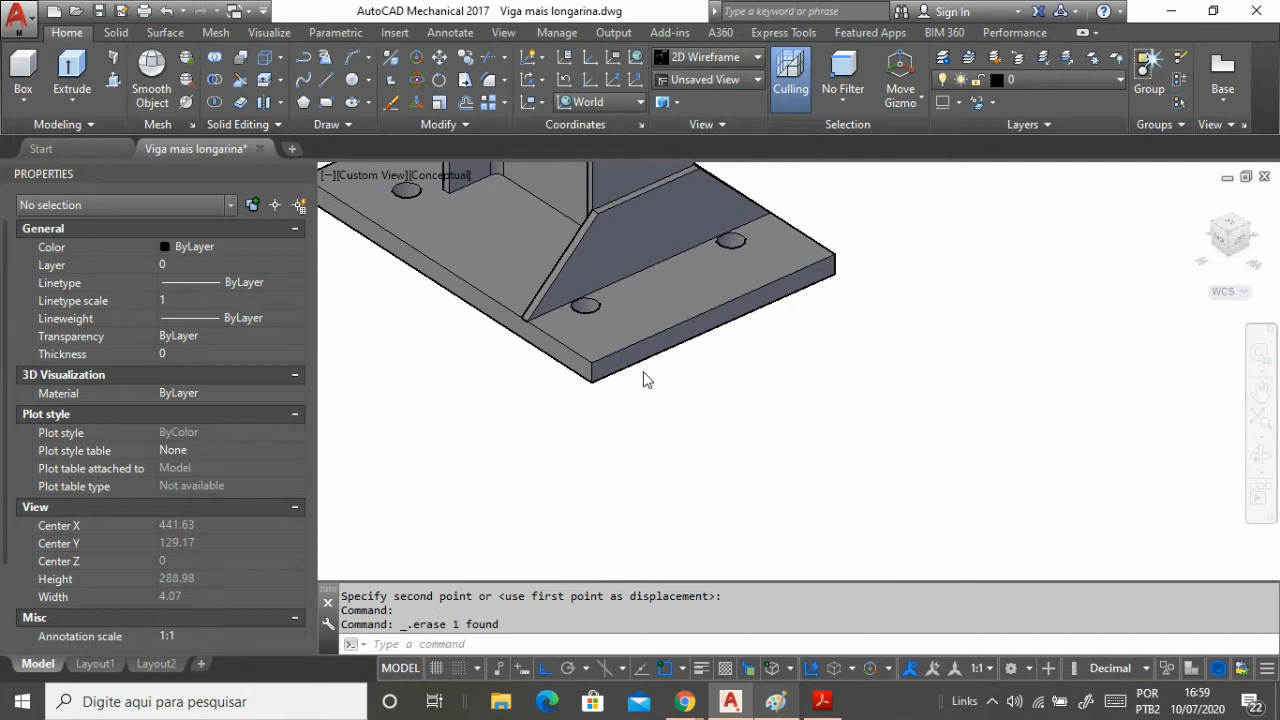 AutoCAD Mechanical 2017 Viga mais longarina.dwg
Type a keyword or phrase
Sign In
Home Solid Surface Mesh Visualize Parametric Insert Annotate View Manage Output Add-ins A360 Express Tools Featured Apps BIM 360 Performance
M
Box
Extrude
Smooth Object
2D Wireframe
Unsaved View
World
Culling
No Filter
Move Gizmo
0
Group
Base
Modeling
Mesh
Solid Editing
Draw
Modify
Coordinates
View
Selection
Layers
Groups
View
Start
Viga mais longarina*
PROPERTIES
No selection
General
Color ByLayer
Layer 0
Linetype ByLayer
Linetype scale 1
Lineweight ByLayer
Transparency ByLayer
Thickness 0
3D Visualization
Material ByLayer
Plot style
Plot style ByColor
Plot style table None
Plot table attached to Model
Plot table type Not available
View
Center X 441.63
Center Y 129.17
Center Z 0
Height 288.98
Width 4.07
Misc
Annotation scale 1:1
[−][Custom View][Conceptual]
WCS
Specify second point or <use first point as displacement>:
Command:
Command: _.erase 1 found
Type a command
Model Layout1 Layout2
MODEL
1:1
Decimal
Digite aqui para pesquisar
Links
POR
PTB2
16:59
10/07/2020
22